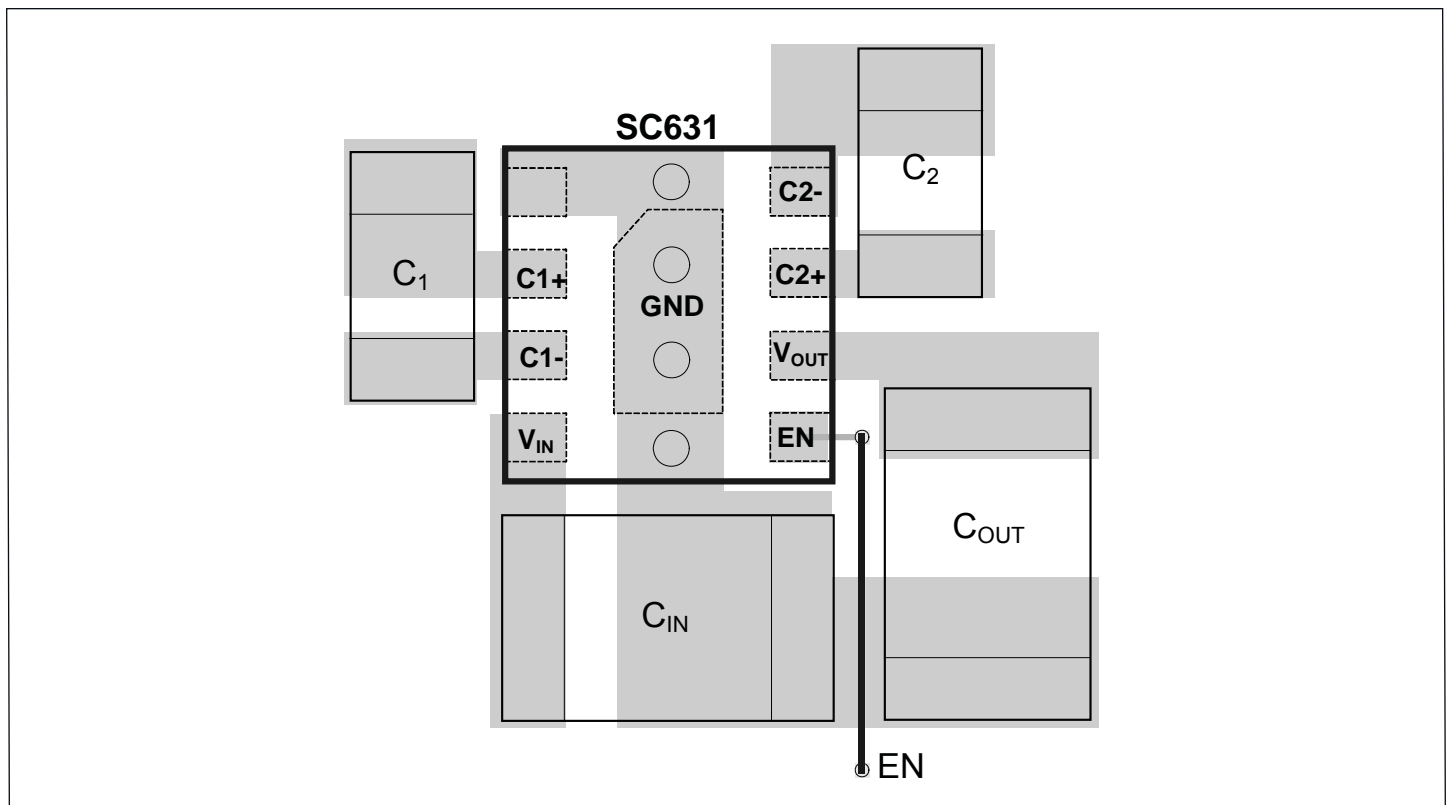 SC631
C2-
C2
C1
C1+
C2+
GND
C1-
VOUT
VIN
EN
COUT
CIN
EN